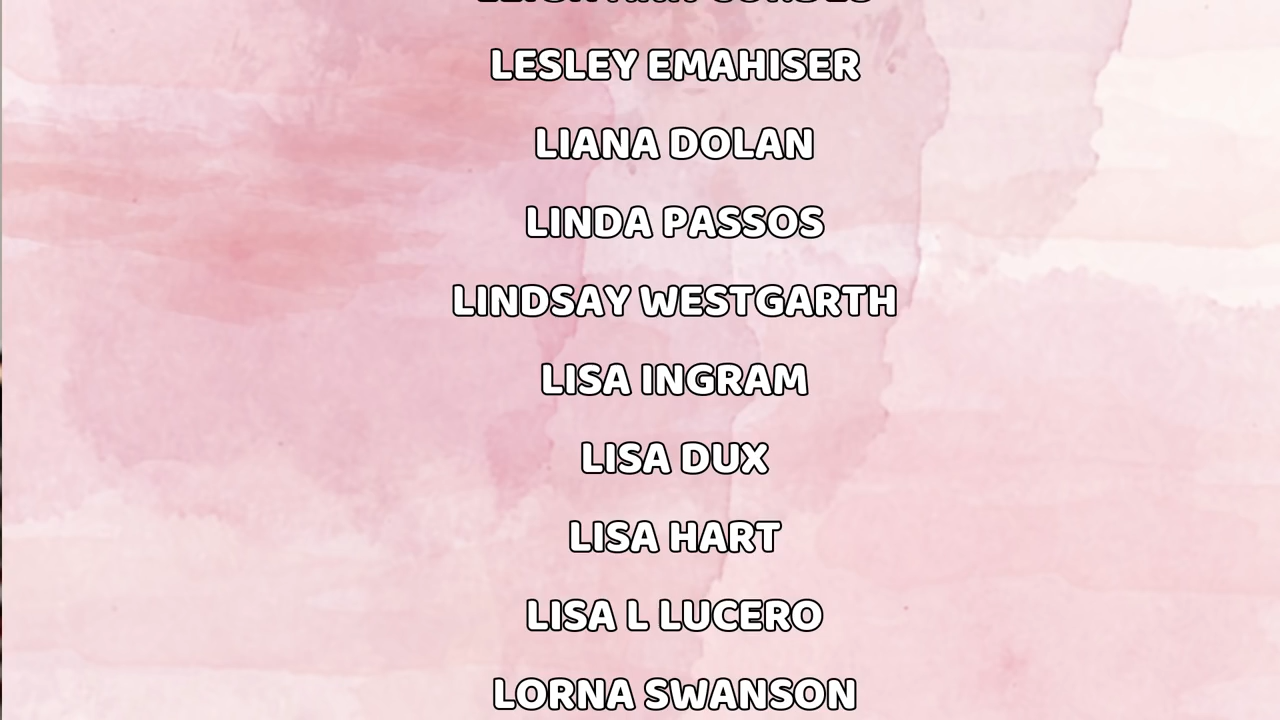 LESLEY EMAHISER
LIANA DOLAN
LINDA PASSOS
LINDSAY WESTGARTH
LISA INGRAM
LISA DUX
LISA HART
LISA L LUCERO
LORNA SWANSON